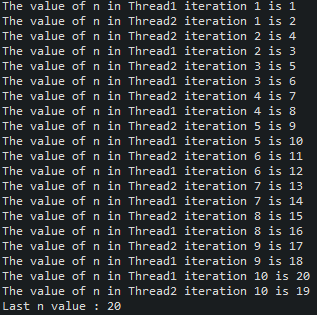 The value of n in Thread1 iteration 1 is 1
The value of n in Thread2 iteration 1 is 2
The value of n in Thread2 iteration 2 is 4
The value of n in Thread1 iteration 2 is 3
The value of n in Thread2 iteration 3 is 5
The value of n in Thread1 iteration 3 is 6
The value of n in Thread2 iteration 4 is 7
The value of n in Thread1 iteration 4 is 8
The value of n in Thread2 iteration 5 is 9
The value of n in Thread1 iteration 5 is 10
The value of n in Thread2 iteration 6 is 11
The value of n in Thread1 iteration 6 is 12
The value of n in Thread2 iteration 7 is 13
The value of n in Thread1 iteration 7 is 14
The value of n in Thread2 iteration 8 is 15
The value of n in Thread1 iteration 8 is 16
The value of n in Thread2 iteration 9 is 17
The value of n in Thread1 iteration 9 is 18
The value of n in Thread1 iteration 10 is 20
The value of n in Thread2 iteration 10 is 19
Last n value : 20